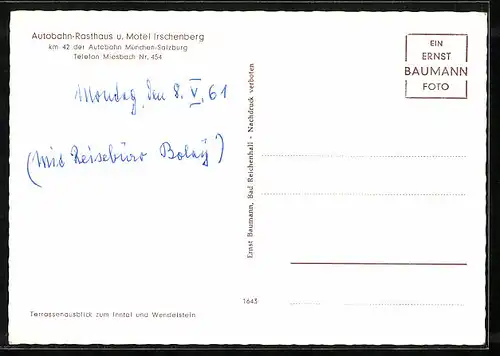 Autobahn-Rasthaus u. Motel Irschenberg
km 42 der Autobahn München-Salzburg
Telefon Miesbach Nr. 454
EIN
ERNST
BAUMANN
FOTO
Montag, den 8. V. 61
(Mit Reisebüro Bolay)
Ernst Baumann, Bad Reichenhall - Nachdruck verboten
1643
Terrassenausblick zum Inntal und Wendelstein